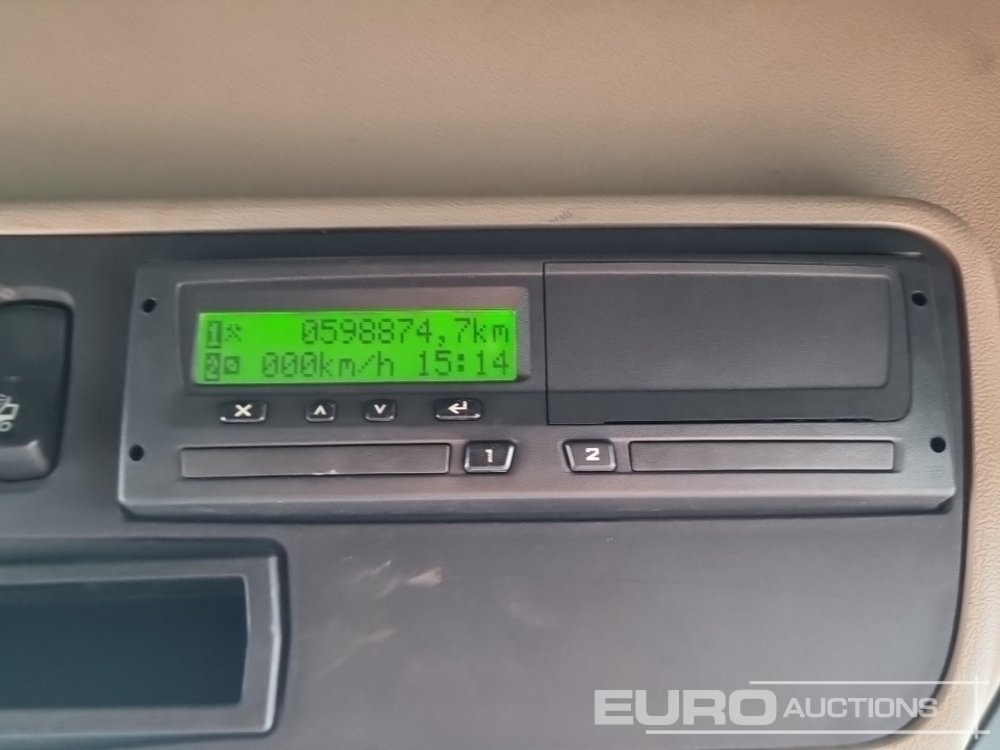 1 0598874,7km
2 000km/h 15:14
1 2
EURO AUCTIONS